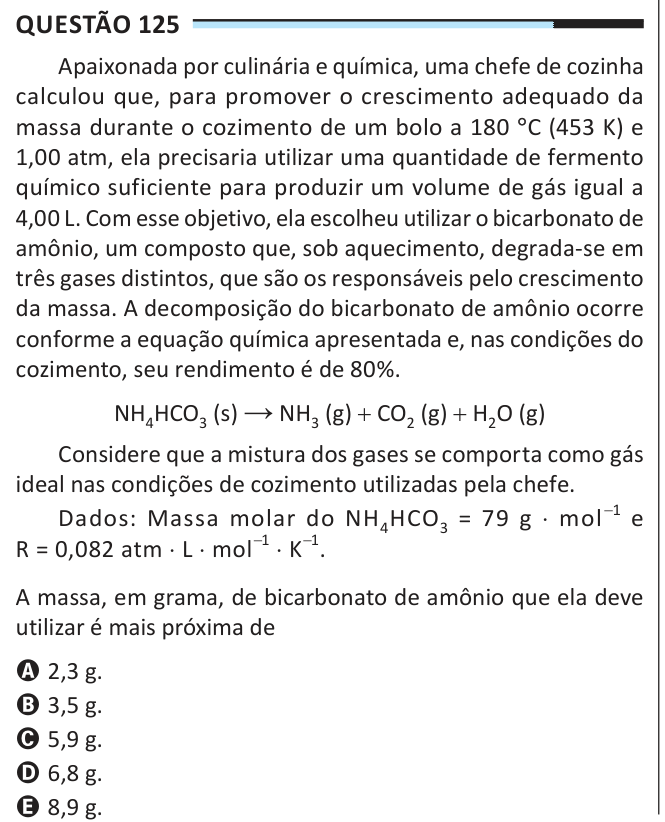 QUESTÃO 125
Apaixonada por culinária e química, uma chefe de cozinha
calculou que, para promover o crescimento adequado da
massa durante o cozimento de um bolo a 180 °C (453 K) e
1,00 atm, ela precisaria utilizar uma quantidade de fermento
químico suficiente para produzir um volume de gás igual a
4,00 L. Com esse objetivo, ela escolheu utilizar o bicarbonato de
amônio, um composto que, sob aquecimento, degrada-se em
três gases distintos, que são os responsáveis pelo crescimento
da massa. A decomposição do bicarbonato de amônio ocorre
conforme a equação química apresentada e, nas condições do
cozimento, seu rendimento é de 80%.
NH₄HCO₃ (s) ⟶ NH₃ (g) + CO₂ (g) + H₂O (g)
Considere que a mistura dos gases se comporta como gás
ideal nas condições de cozimento utilizadas pela chefe.
Dados: Massa molar do NH₄HCO₃ = 79 g · mol⁻¹ e
R = 0,082 atm · L · mol⁻¹ · K⁻¹.
A massa, em grama, de bicarbonato de amônio que ela deve
utilizar é mais próxima de
A 2,3 g.
B 3,5 g.
C 5,9 g.
D 6,8 g.
E 8,9 g.